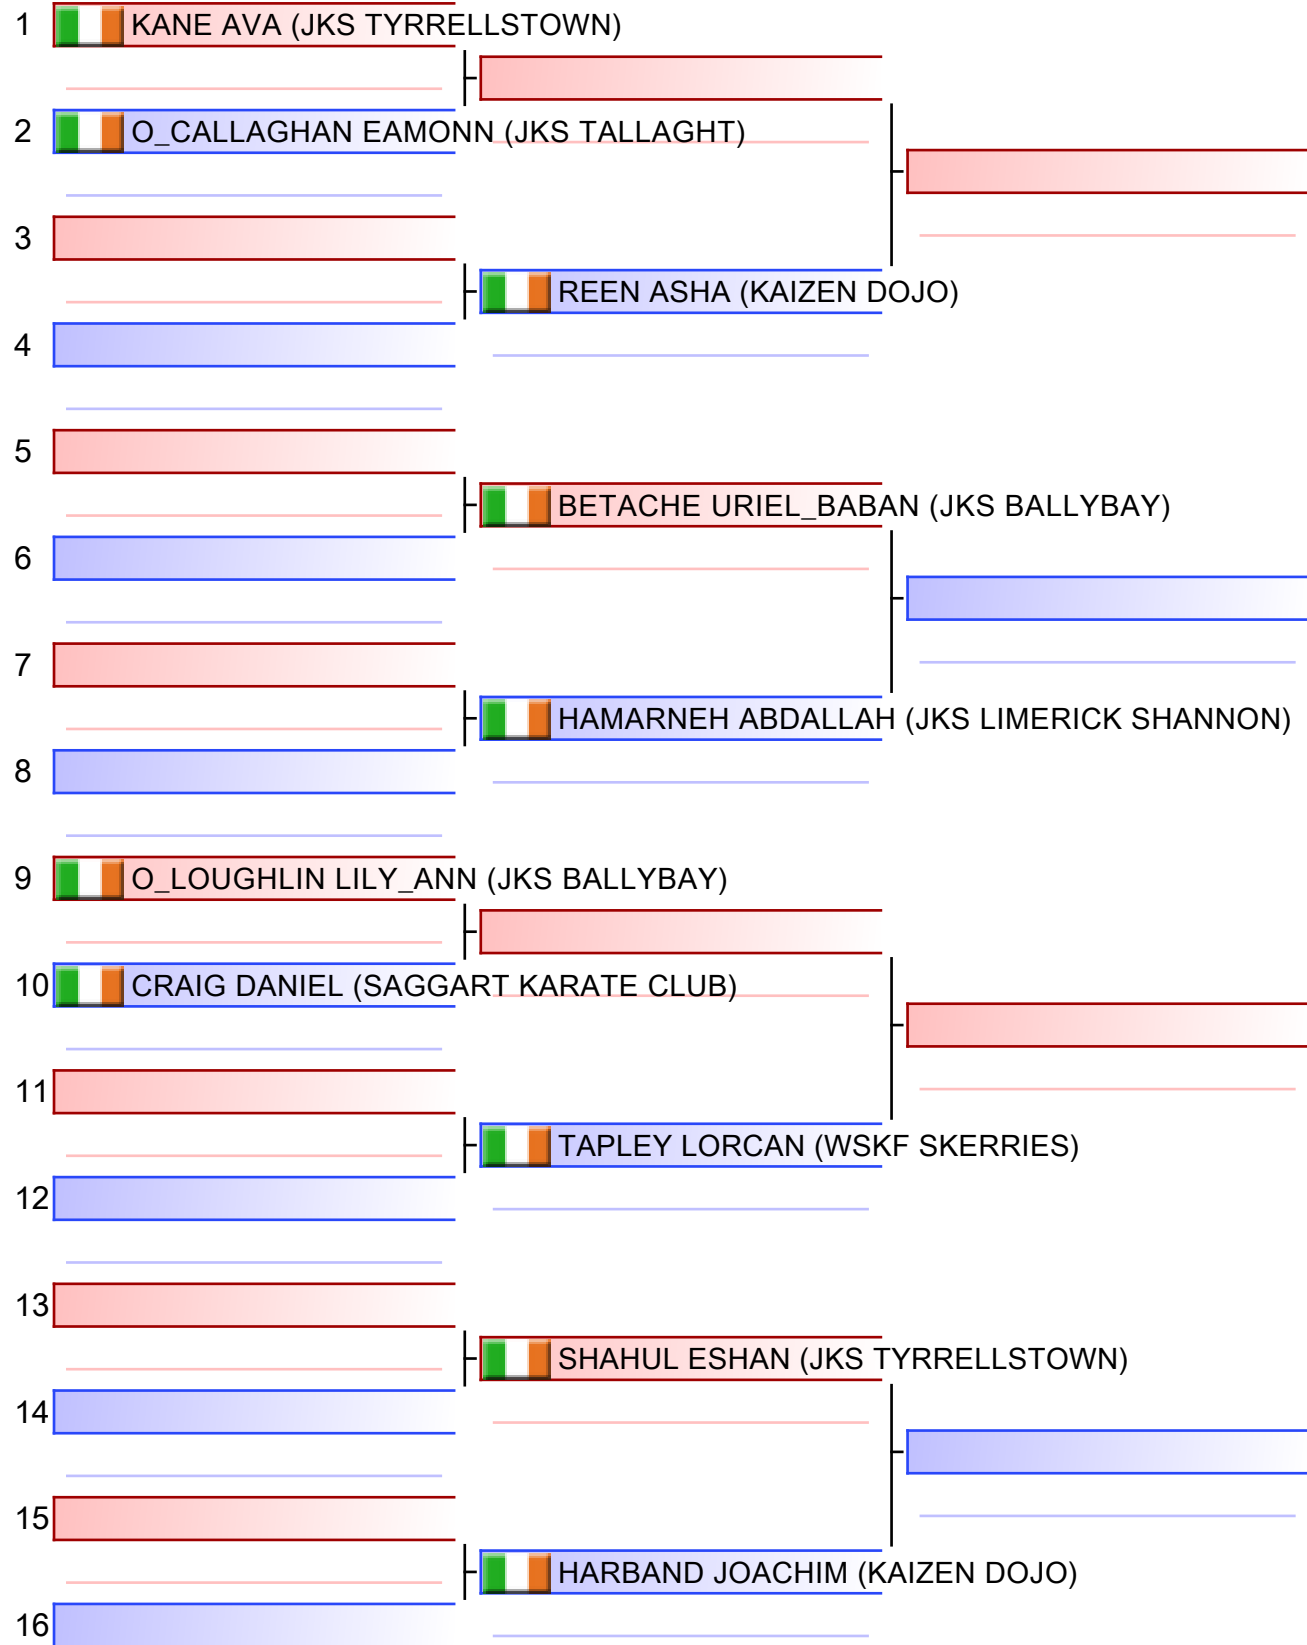 1 KANE AVA (JKS TYRRELLSTOWN)
2 O_CALLAGHAN EAMONN (JKS TALLAGHT)
3
REEN ASHA (KAIZEN DOJO)
4
5
BETACHE URIEL_BABAN (JKS BALLYBAY)
6
7
HAMARNEH ABDALLAH (JKS LIMERICK SHANNON)
8
9 O_LOUGHLIN LILY_ANN (JKS BALLYBAY)
10 CRAIG DANIEL (SAGGART KARATE CLUB)
11
TAPLEY LORCAN (WSKF SKERRIES)
12
13
SHAHUL ESHAN (JKS TYRRELLSTOWN)
14
15
HARBAND JOACHIM (KAIZEN DOJO)
16